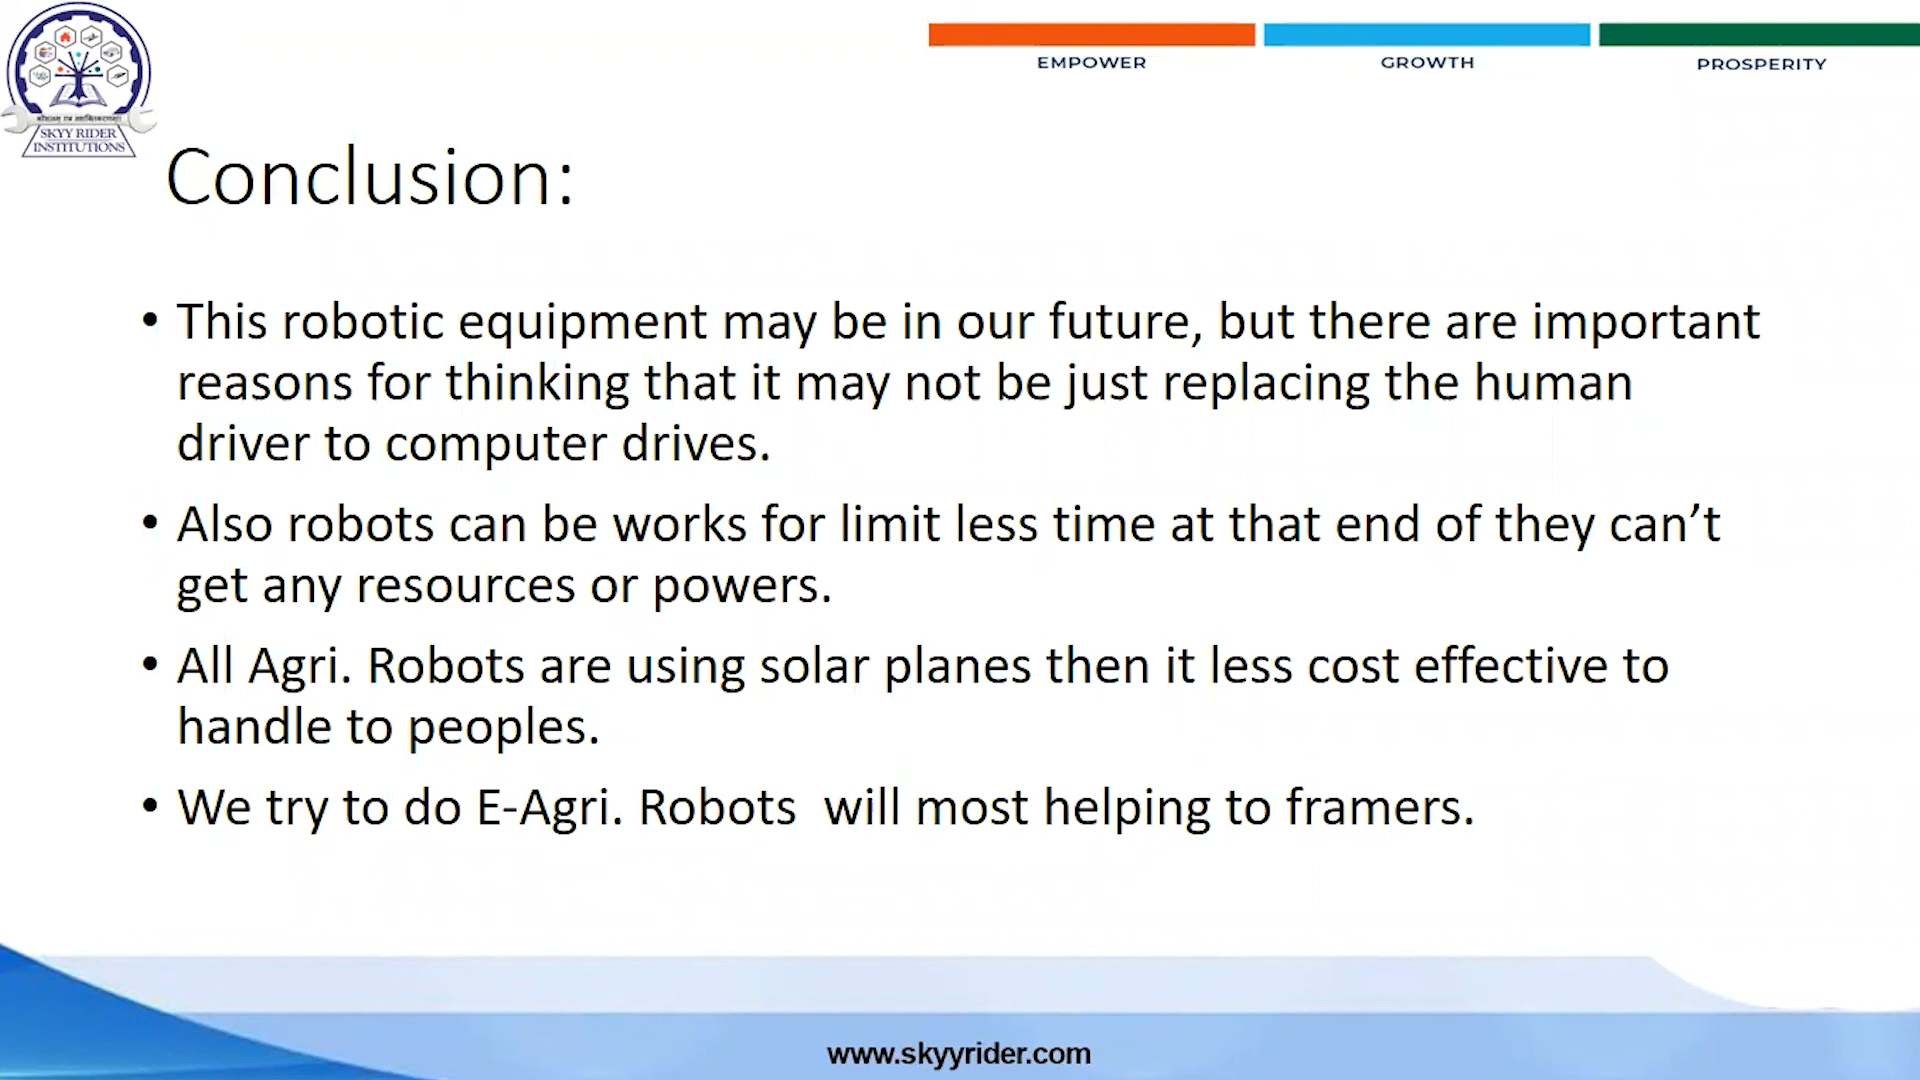 EMPOWER
GROWTH
PROSPERITY
SKYY RIDER
INSTITUTIONS
Conclusion:
• This robotic equipment may be in our future, but there are important
reasons for thinking that it may not be just replacing the human
driver to computer drives.
• Also robots can be works for limit less time at that end of they can’t
get any resources or powers.
• All Agri. Robots are using solar planes then it less cost effective to
handle to peoples.
• We try to do E-Agri. Robots  will most helping to framers.
www.skyyrider.com